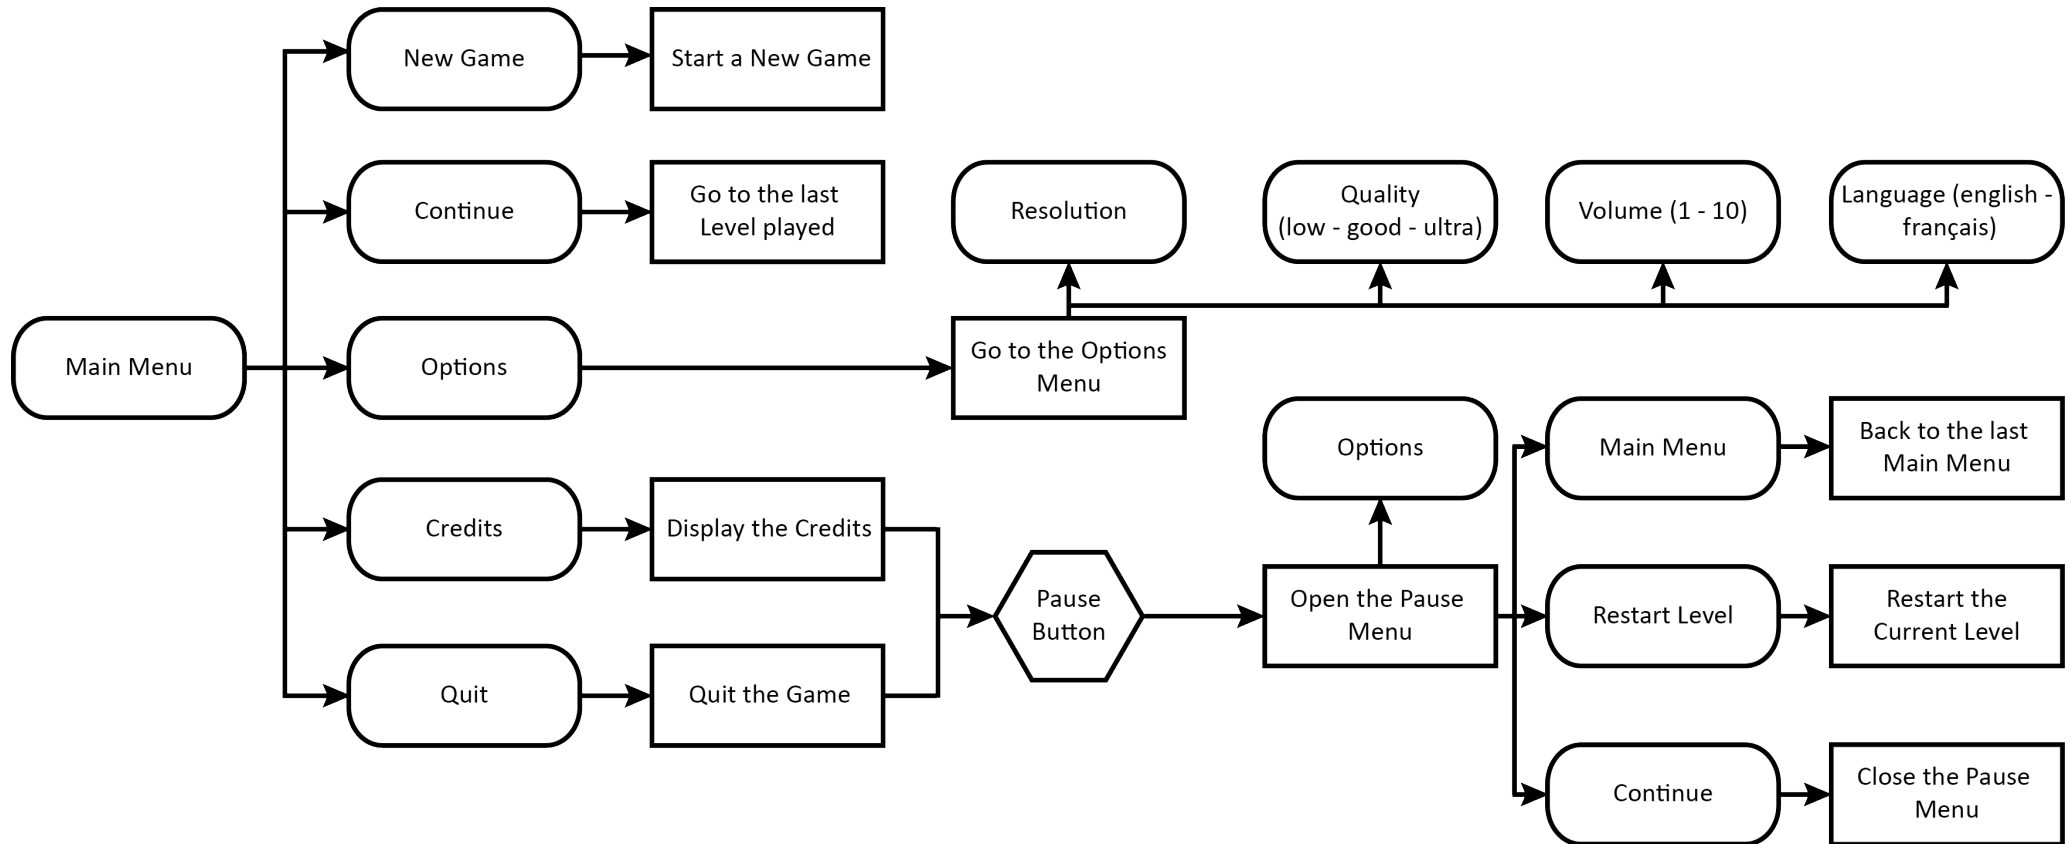 New Game
Start a New Game
Continue
Go to the last
Level played
Resolution
Quality
(low - good - ultra)
Volume (1 - 10)
Language (english -
français)
Main Menu
Options
Go to the Options
Menu
Options
Main Menu
Back to the last
Main Menu
Credits
Display the Credits
Pause
Button
Open the Pause
Menu
Restart Level
Restart the
Current Level
Quit
Quit the Game
Continue
Close the Pause
Menu